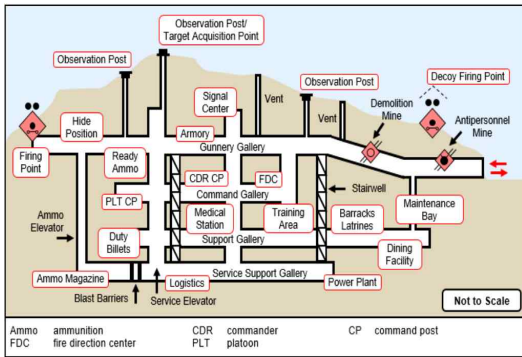 Observation Post/
Target Acquisition Point
Observation Post
Signal
Center
Observation Post
Decoy Firing Point
Vent
Demolition
Mine
Hide
Position
Armory
Vent
Antipersonnel
Mine
Gunnery Gallery
Firing
Point
Ready
Ammo
CDR CP
FDC
Stairwell
Command Gallery
PLT CP
Maintenance
Bay
Ammo
Elevator
Medical
Station
Training
Area
Barracks
Latrines
Duty
Billets
Support Gallery
Dining
Facility
Service Support Gallery
Ammo Magazine
Logistics
Power Plant
Blast Barriers
Service Elevator
Not to Scale
Ammo ammunition CDR commander CP command post
FDC fire direction center PLT platoon